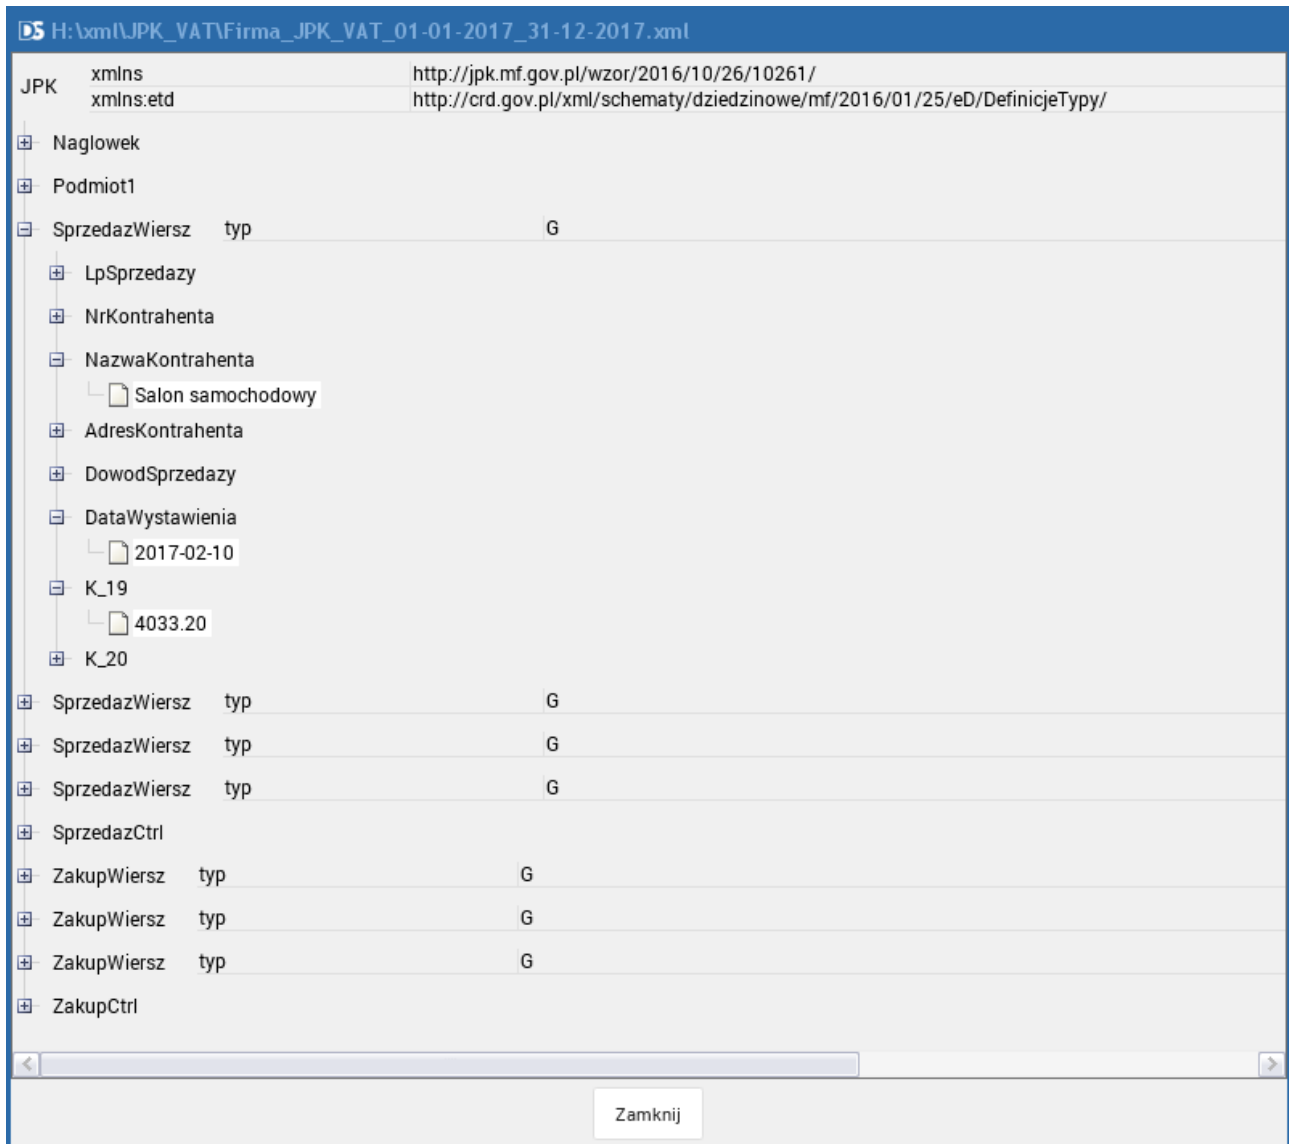 DS H:\xml\JPK_VAT\Firma_JPK_VAT_01-01-2017_31-12-2017.xml
JPK
xmlns http://jpk.mf.gov.pl/wzor/2016/10/26/10261/
xmlns:etd http://crd.gov.pl/xml/schematy/dziedzinowe/mf/2016/01/25/eD/DefinicjeTypy/
Naglowek
Podmiot1
SprzedazWiersz typ G
LpSprzedazy
NrKontrahenta
NazwaKontrahenta
Salon samochodowy
AdresKontrahenta
DowodSprzedazy
DataWystawienia
2017-02-10
K_19
4033.20
K_20
SprzedazWiersz typ G
SprzedazWiersz typ G
SprzedazWiersz typ G
SprzedazCtrl
ZakupWiersz typ G
ZakupWiersz typ G
ZakupWiersz typ G
ZakupCtrl
Zamknij